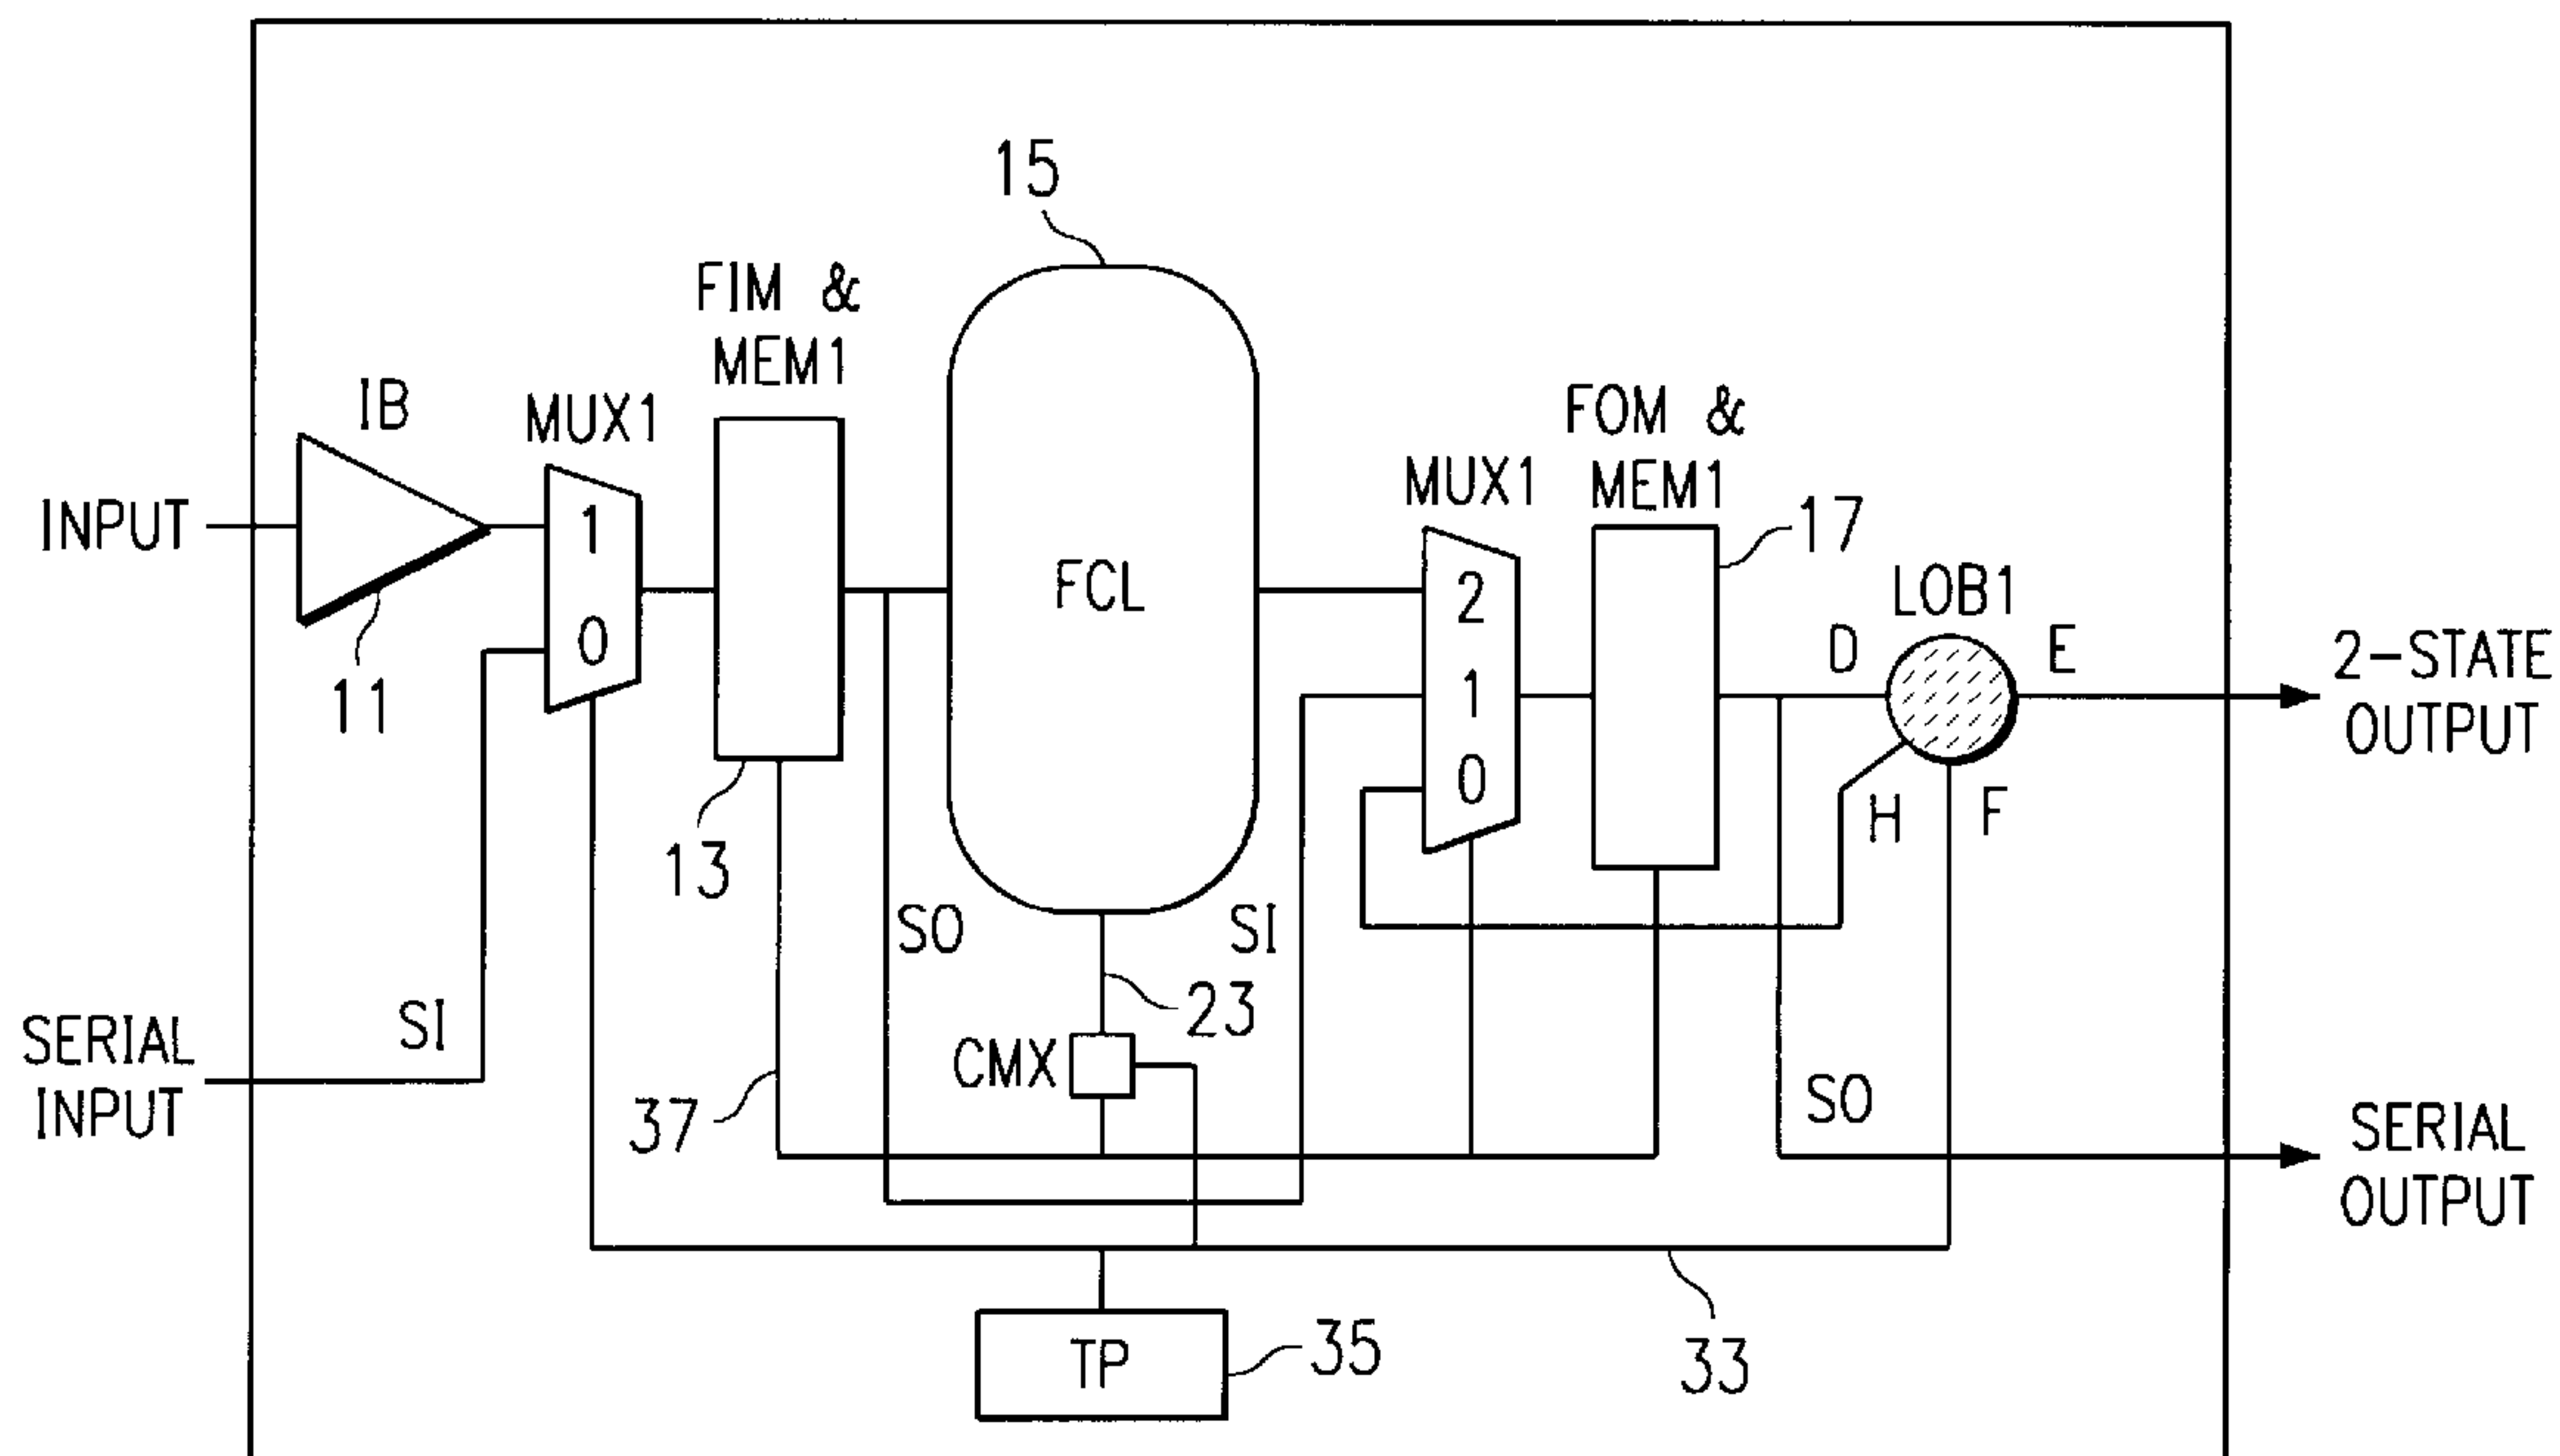 15
FIM &
MEM1
IB
MUX1
FOM &
MEM1
MUX1
17
INPUT
1
0
FCL
2
1
0
LOB1
D
E
H
F
2-STATE
OUTPUT
11
13
SO
SI
23
SI
CMX
37
SO
SERIAL
INPUT
SERIAL
OUTPUT
TP
35
33